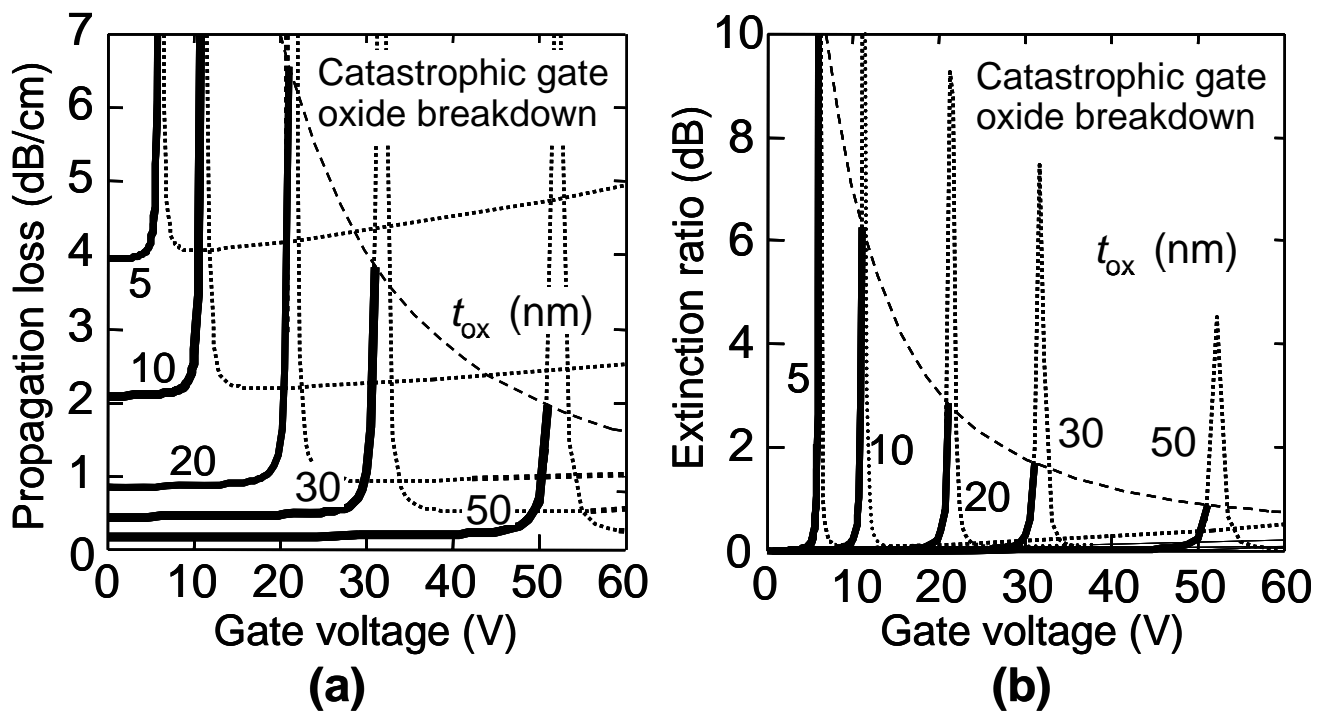 Propagation loss (dB/cm)
7
6
5
4
3
2
1
0
Catastrophic gate
oxide breakdown
5
10
20
30
50
t_ox (nm)
0 10 20 30 40 50 60
Gate voltage (V)
(a)
Extinction ratio (dB)
10
8
6
4
2
0
Catastrophic gate
oxide breakdown
t_ox (nm)
5
10
20
30
50
0 10 20 30 40 50 60
Gate voltage (V)
(b)